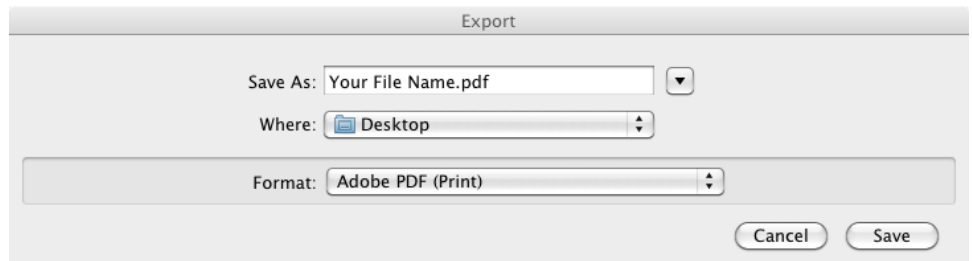 Export
Save As: Your File Name.pdf
Where: Desktop
Format: Adobe PDF (Print)
Cancel Save